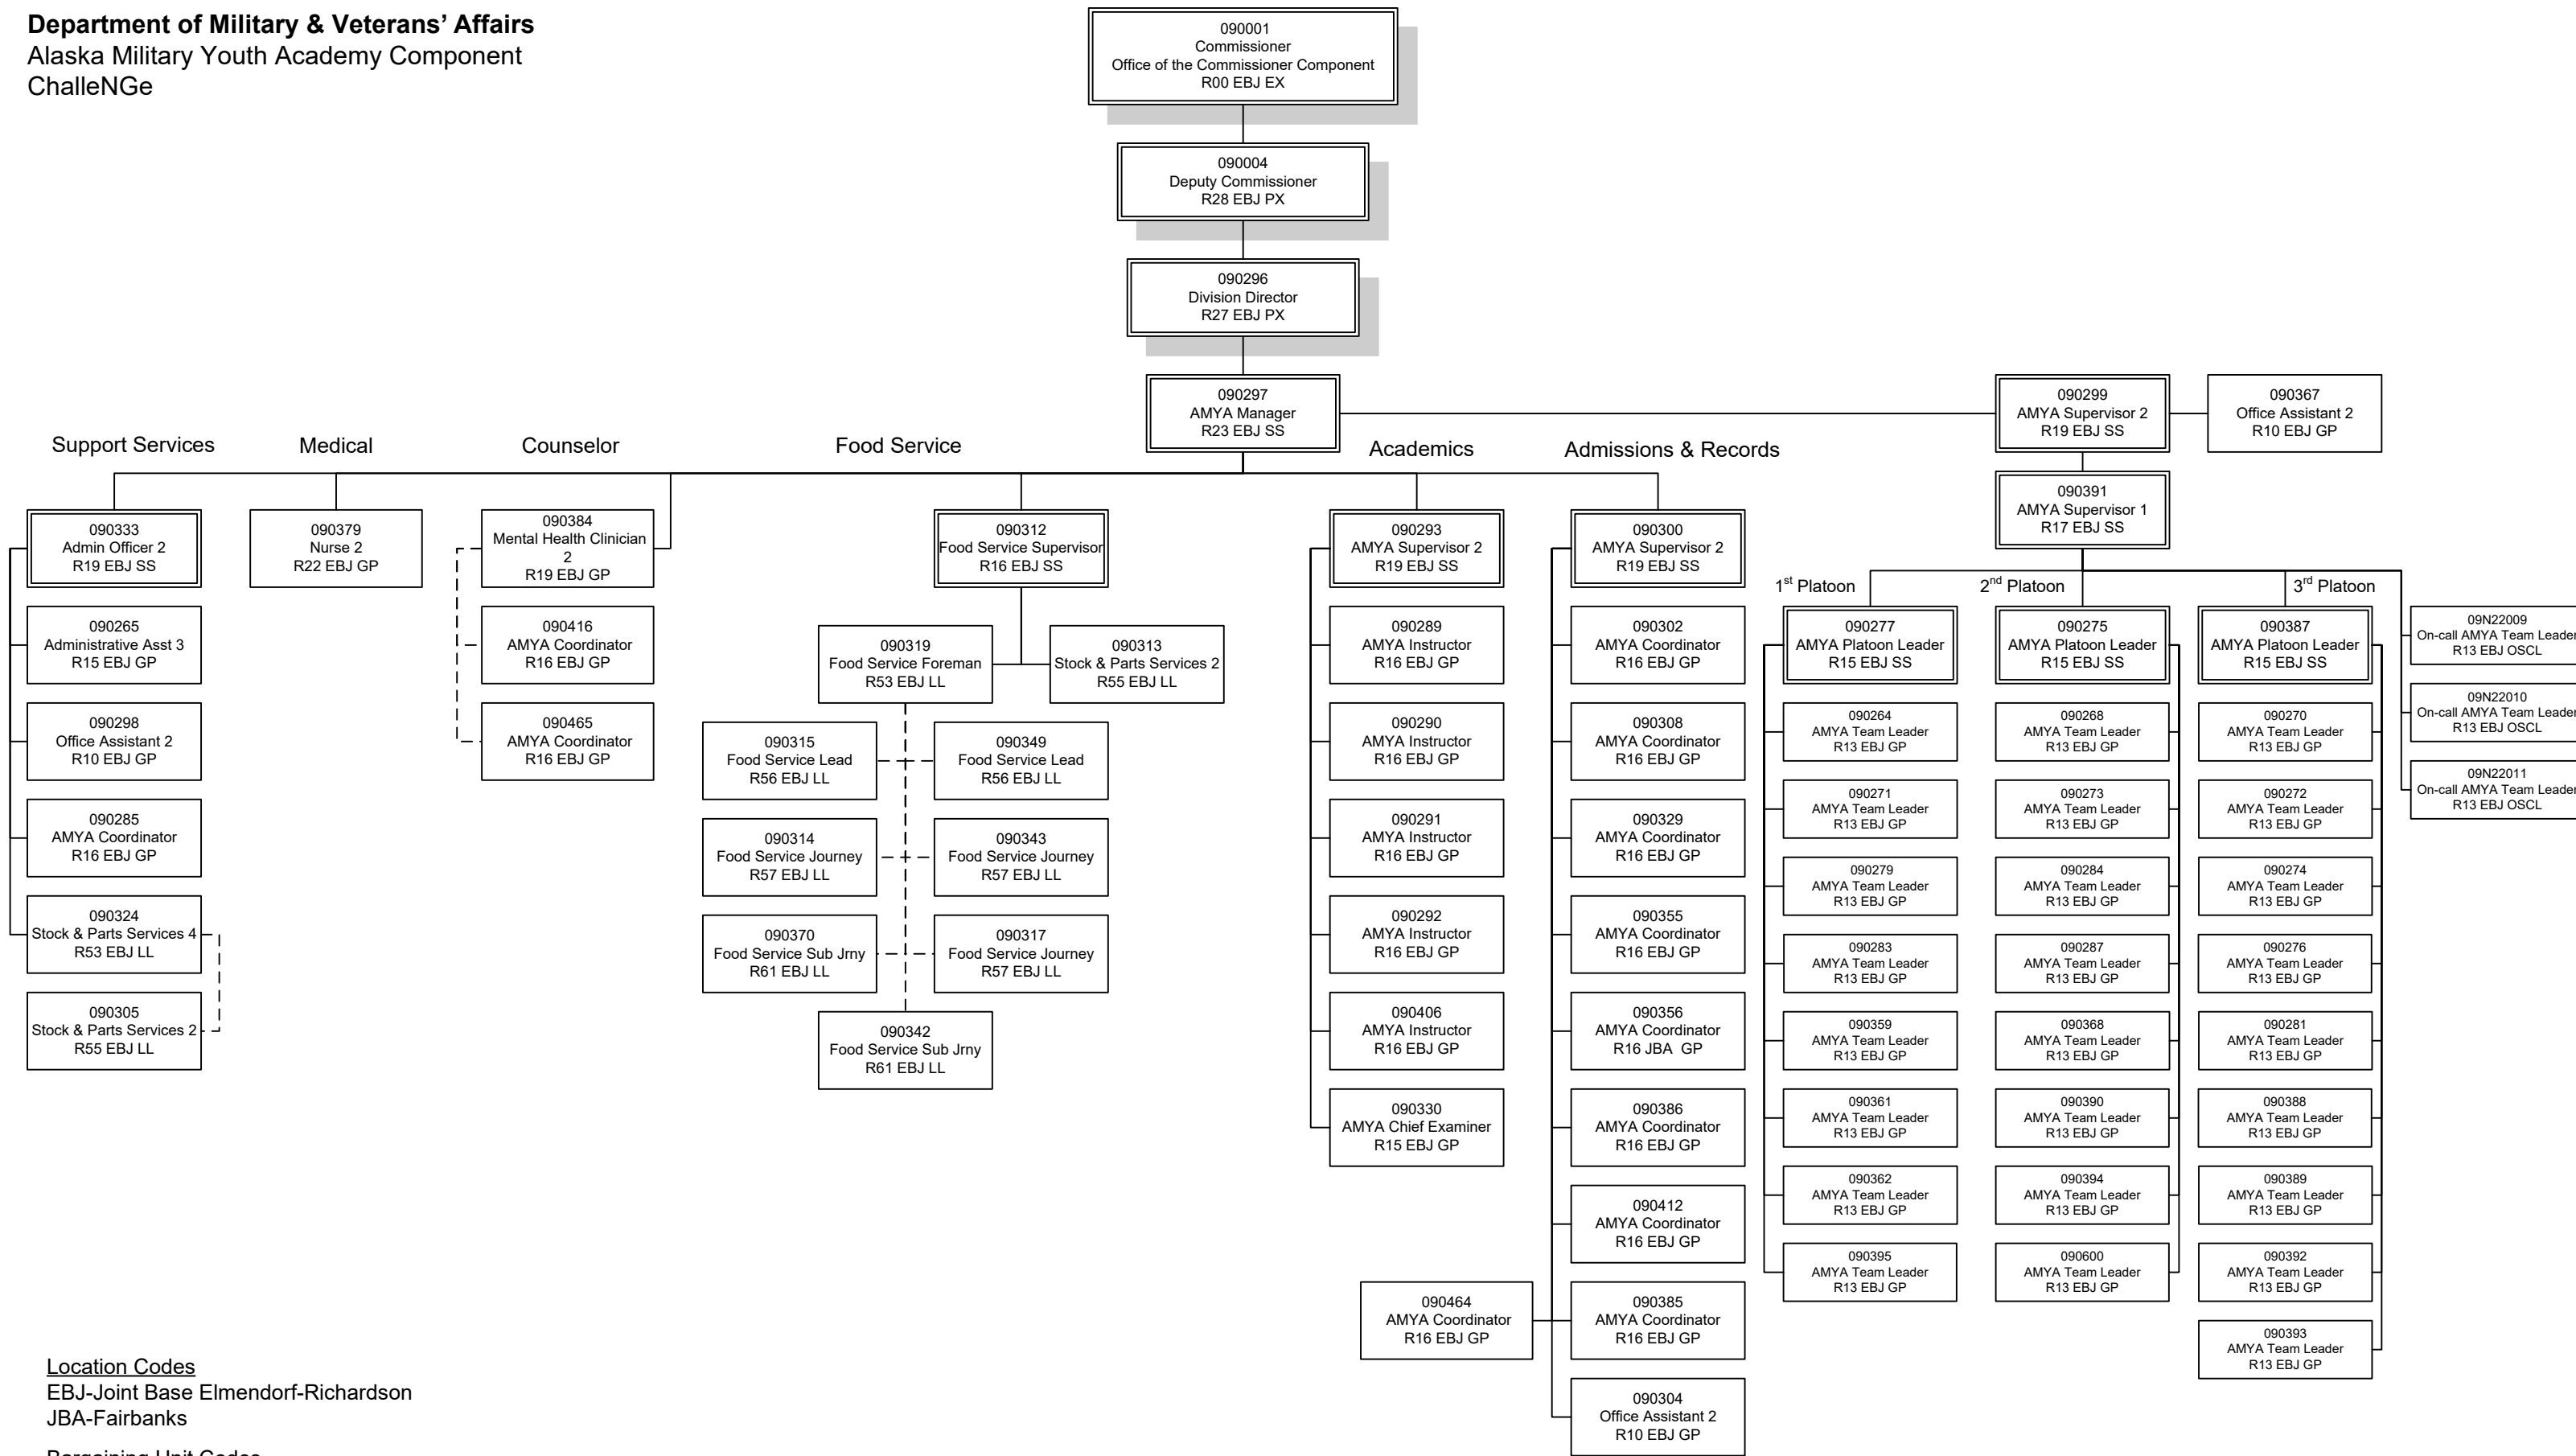 Department of Military & Veterans’ Affairs
Alaska Military Youth Academy Component
ChalleNGe
090001
Commissioner
Office of the Commissioner Component
R00 EBJ EX
090004
Deputy Commissioner
R28 EBJ PX
090296
Division Director
R27 EBJ PX
090297
AMYA Manager
R23 EBJ SS
090299
AMYA Supervisor 2
R19 EBJ SS
090367
Office Assistant 2
R10 EBJ GP
090391
AMYA Supervisor 1
R17 EBJ SS
Support Services
090333
Admin Officer 2
R19 EBJ SS
090265
Administrative Asst 3
R15 EBJ GP
090298
Office Assistant 2
R10 EBJ GP
090285
AMYA Coordinator
R16 EBJ GP
090324
Stock & Parts Services 4
R53 EBJ LL
090305
Stock & Parts Services 2
R55 EBJ LL
Medical
090379
Nurse 2
R22 EBJ GP
Counselor
090384
Mental Health Clinician
2
R19 EBJ GP
090416
AMYA Coordinator
R16 EBJ GP
090465
AMYA Coordinator
R16 EBJ GP
Food Service
090312
Food Service Supervisor
R16 EBJ SS
090319
Food Service Foreman
R53 EBJ LL
090313
Stock & Parts Services 2
R55 EBJ LL
090315
Food Service Lead
R56 EBJ LL
090349
Food Service Lead
R56 EBJ LL
090314
Food Service Journey
R57 EBJ LL
090343
Food Service Journey
R57 EBJ LL
090370
Food Service Sub Jrny
R61 EBJ LL
090317
Food Service Journey
R57 EBJ LL
090342
Food Service Sub Jrny
R61 EBJ LL
Academics
090293
AMYA Supervisor 2
R19 EBJ SS
090289
AMYA Instructor
R16 EBJ GP
090290
AMYA Instructor
R16 EBJ GP
090291
AMYA Instructor
R16 EBJ GP
090292
AMYA Instructor
R16 EBJ GP
090406
AMYA Instructor
R16 EBJ GP
090330
AMYA Chief Examiner
R15 EBJ GP
Admissions & Records
090300
AMYA Supervisor 2
R19 EBJ SS
090302
AMYA Coordinator
R16 EBJ GP
090308
AMYA Coordinator
R16 EBJ GP
090329
AMYA Coordinator
R16 EBJ GP
090355
AMYA Coordinator
R16 EBJ GP
090356
AMYA Coordinator
R16 JBA GP
090386
AMYA Coordinator
R16 EBJ GP
090412
AMYA Coordinator
R16 EBJ GP
090464
AMYA Coordinator
R16 EBJ GP
090385
AMYA Coordinator
R16 EBJ GP
090304
Office Assistant 2
R10 EBJ GP
1st Platoon
090277
AMYA Platoon Leader
R15 EBJ SS
090264
AMYA Team Leader
R13 EBJ GP
090271
AMYA Team Leader
R13 EBJ GP
090279
AMYA Team Leader
R13 EBJ GP
090283
AMYA Team Leader
R13 EBJ GP
090359
AMYA Team Leader
R13 EBJ GP
090361
AMYA Team Leader
R13 EBJ GP
090362
AMYA Team Leader
R13 EBJ GP
090395
AMYA Team Leader
R13 EBJ GP
2nd Platoon
090275
AMYA Platoon Leader
R15 EBJ SS
090268
AMYA Team Leader
R13 EBJ GP
090273
AMYA Team Leader
R13 EBJ GP
090284
AMYA Team Leader
R13 EBJ GP
090287
AMYA Team Leader
R13 EBJ GP
090368
AMYA Team Leader
R13 EBJ GP
090390
AMYA Team Leader
R13 EBJ GP
090394
AMYA Team Leader
R13 EBJ GP
090600
AMYA Team Leader
R13 EBJ GP
3rd Platoon
090387
AMYA Platoon Leader
R15 EBJ SS
090270
AMYA Team Leader
R13 EBJ GP
090272
AMYA Team Leader
R13 EBJ GP
090274
AMYA Team Leader
R13 EBJ GP
090276
AMYA Team Leader
R13 EBJ GP
090281
AMYA Team Leader
R13 EBJ GP
090388
AMYA Team Leader
R13 EBJ GP
090389
AMYA Team Leader
R13 EBJ GP
090392
AMYA Team Leader
R13 EBJ GP
090393
AMYA Team Leader
R13 EBJ GP
09N22009
On-call AMYA Team Leader
R13 EBJ OSCL
09N22010
On-call AMYA Team Leader
R13 EBJ OSCL
09N22011
On-call AMYA Team Leader
R13 EBJ OSCL
Location Codes
EBJ-Joint Base Elmendorf-Richardson
JBA-Fairbanks
Bargaining Unit Codes